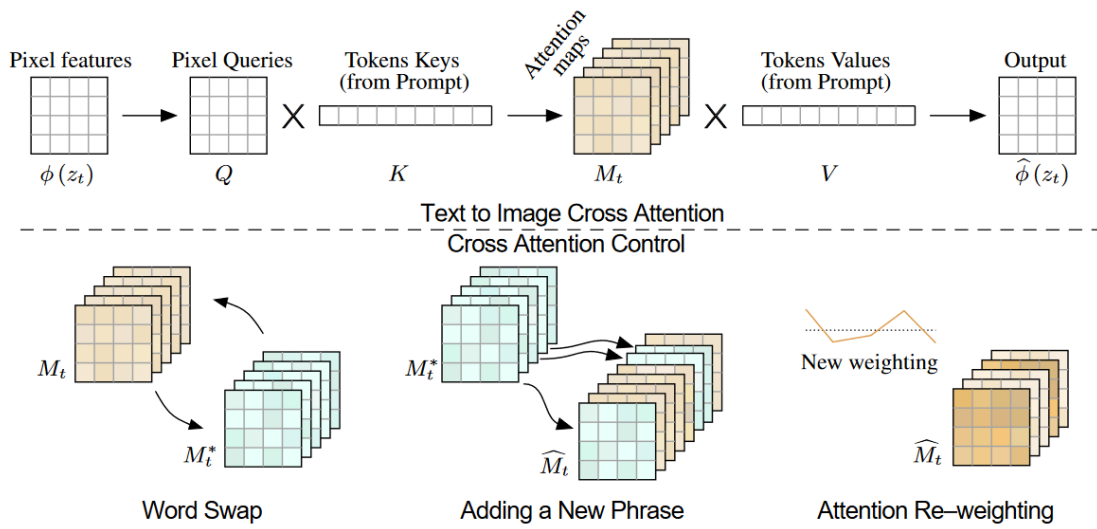 Pixel features
Pixel Queries
Tokens Keys
(from Prompt)
Attention
maps
Tokens Values
(from Prompt)
Output
ϕ(z_t)
Q
K
M_t
V
ϕ̂(z_t)
Text to Image Cross Attention
Cross Attention Control
M_t
M_t^*
Word Swap
M_t^*
M̂_t
Adding a New Phrase
New weighting
M̂_t
Attention Re–weighting